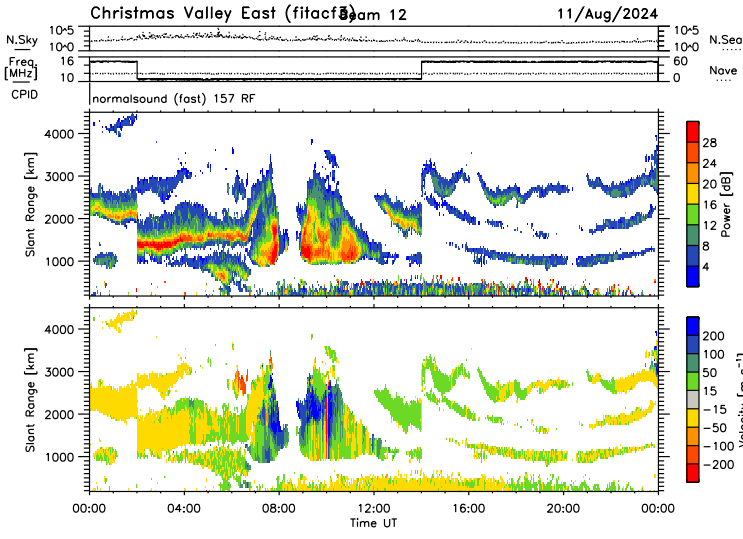 Christmas Valley East (fitacf3) Beam 12 11/Aug/2024
N.Sky 10^5 10^0 10^5 10^0 N.Sea
Freq. [MHz] 16 10 60 0 Nave
CPID normalsound (fast) 157 RF
Slant Range [km] 4000 3000 2000 1000
Power [dB] 28 24 20 16 12 8 4
Slant Range [km] 4000 3000 2000 1000
200 100 50 15 -15 -50 -100 -200
00:00 04:00 08:00 12:00 16:00 20:00 00:00
Time UT